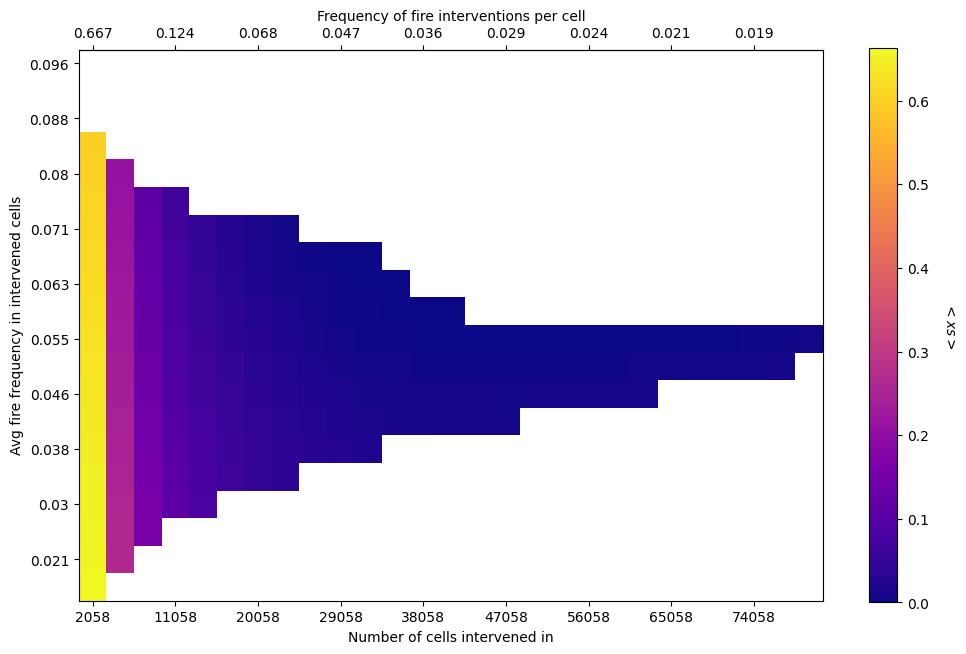 Frequency of fire interventions per cell
0.667 0.124 0.068 0.047 0.036 0.029 0.024 0.021 0.019
Avg fire frequency in intervened cells
0.096
0.088
0.08
0.071
0.063
0.055
0.046
0.038
0.03
0.021
2058 11058 20058 29058 38058 47058 56058 65058 74058
Number of cells intervened in
0.6
0.5
0.4
0.3
0.2
0.1
0.0
< sx >